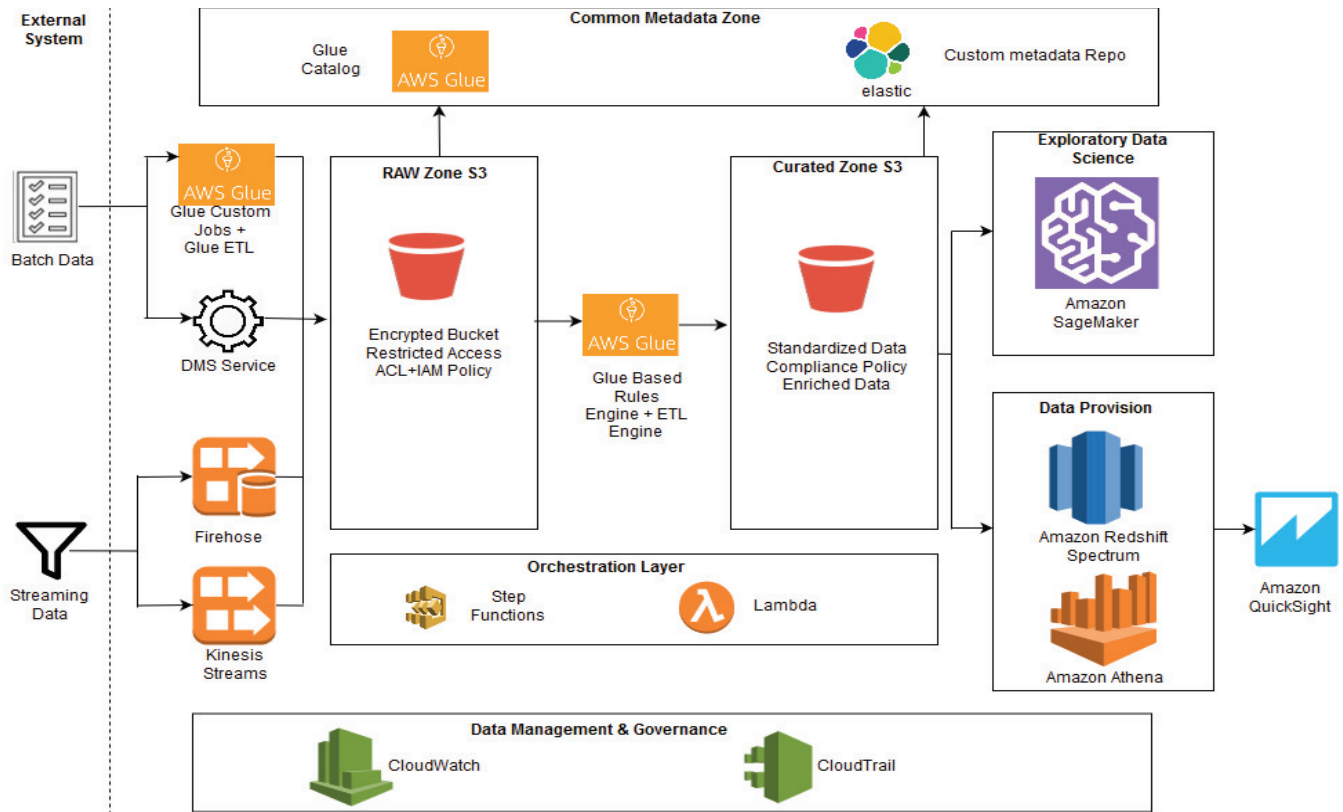 External
System
Common Metadata Zone
Glue
Catalog
AWS Glue
elastic
Custom metadata Repo
Batch Data
AWS Glue
Glue Custom
Jobs +
Glue ETL
DMS Service
RAW Zone S3
Encrypted Bucket
Restricted Access
ACL+IAM Policy
AWS Glue
Glue Based
Rules
Engine + ETL
Engine
Curated Zone S3
Standardized Data
Compliance Policy
Enriched Data
Exploratory Data
Science
Amazon
SageMaker
Data Provision
Amazon Redshift
Spectrum
Amazon Athena
Amazon
QuickSight
Streaming
Data
Firehose
Kinesis
Streams
Orchestration Layer
Step
Functions
Lambda
Data Management & Governance
CloudWatch
CloudTrail